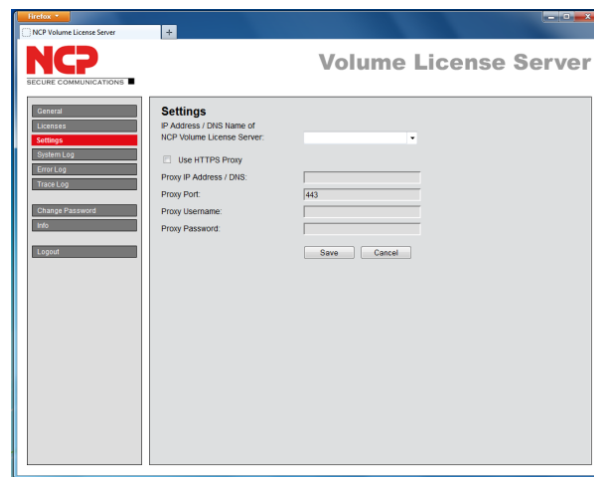 Firefox
NCP Volume License Server
NCP
SECURE COMMUNICATIONS
Volume License Server
General
Licenses
Settings
System Log
Error Log
Trace Log
Change Password
Info
Logout
Settings
IP Address / DNS Name of
NCP Volume License Server:
Use HTTPS Proxy
Proxy IP Address / DNS:
Proxy Port: 443
Proxy Username:
Proxy Password:
Save Cancel